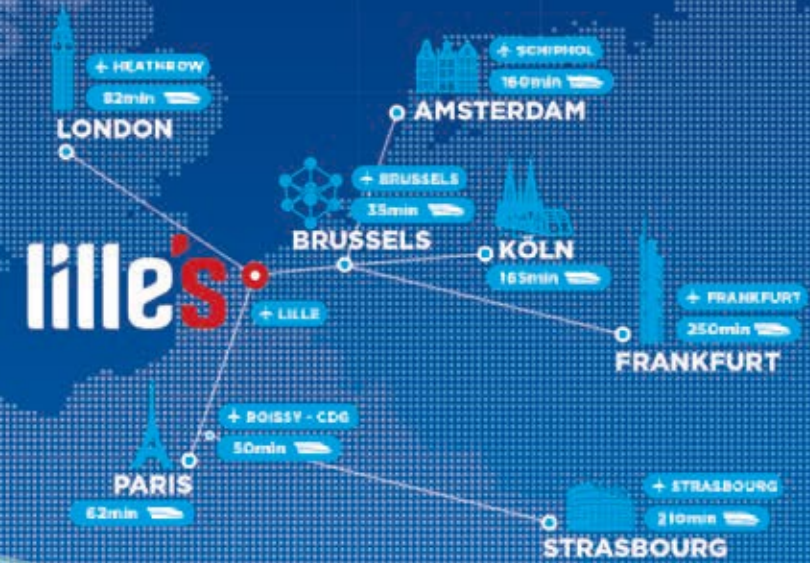 HEATHROW
82min
LONDON
SCHIPHOL
160min
AMSTERDAM
BRUSSELS
35min
BRUSSELS
KÖLN
165min
lille's
LILLE
FRANKFURT
250min
FRANKFURT
ROISSY - CDG
50min
PARIS
62min
STRASBOURG
210min
STRASBOURG